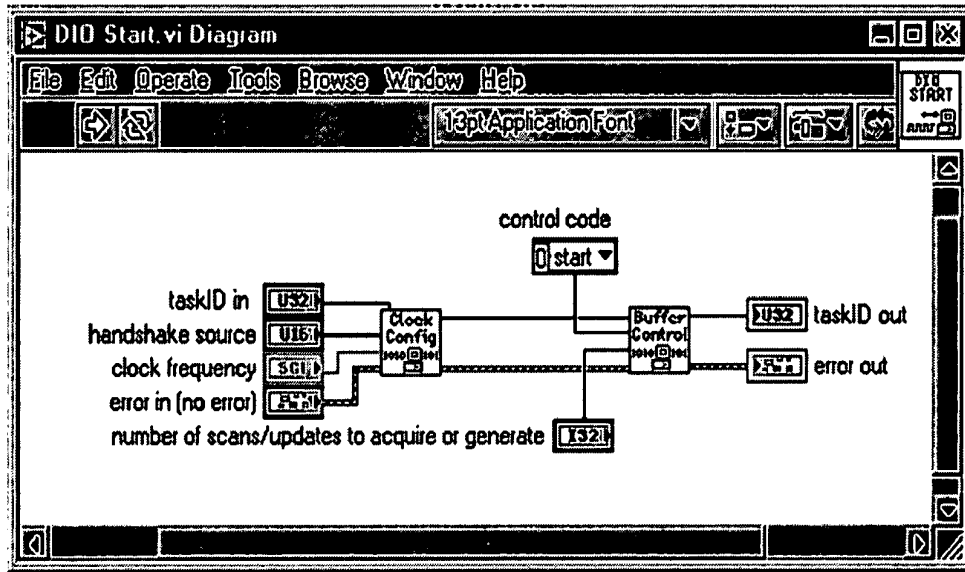 DIO Start.vi Diagram
File Edit Operate Tools Browse Window Help
DIO
START
13pt Application Font
control code
start
taskID in U32
handshake source U16
clock frequency SGL
error in (no error)
Clock
Config
Buffer
Control
U32 taskID out
error out
number of scans/updates to acquire or generate I32